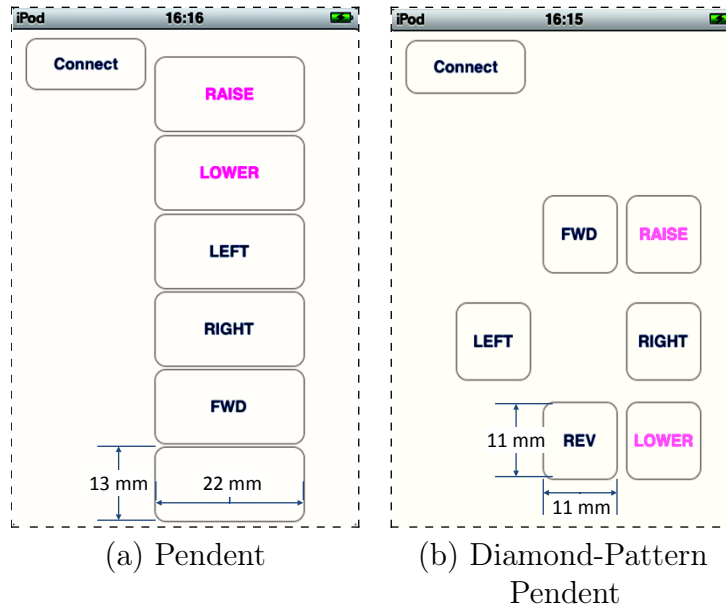 iPod 16:16
Connect
RAISE
LOWER
LEFT
RIGHT
FWD
13 mm
22 mm
(a) Pendent
iPod 16:15
Connect
FWD RAISE
LEFT RIGHT
11 mm
REV LOWER
11 mm
(b) Diamond-Pattern
Pendent